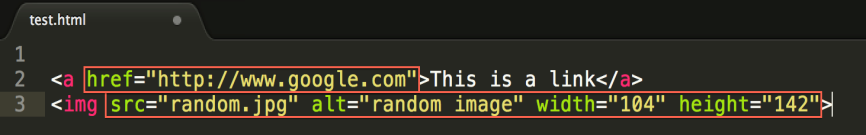 test.html
1
2 <a href="http://www.google.com">This is a link</a>
3 <img src="random.jpg" alt="random image" width="104" height="142">